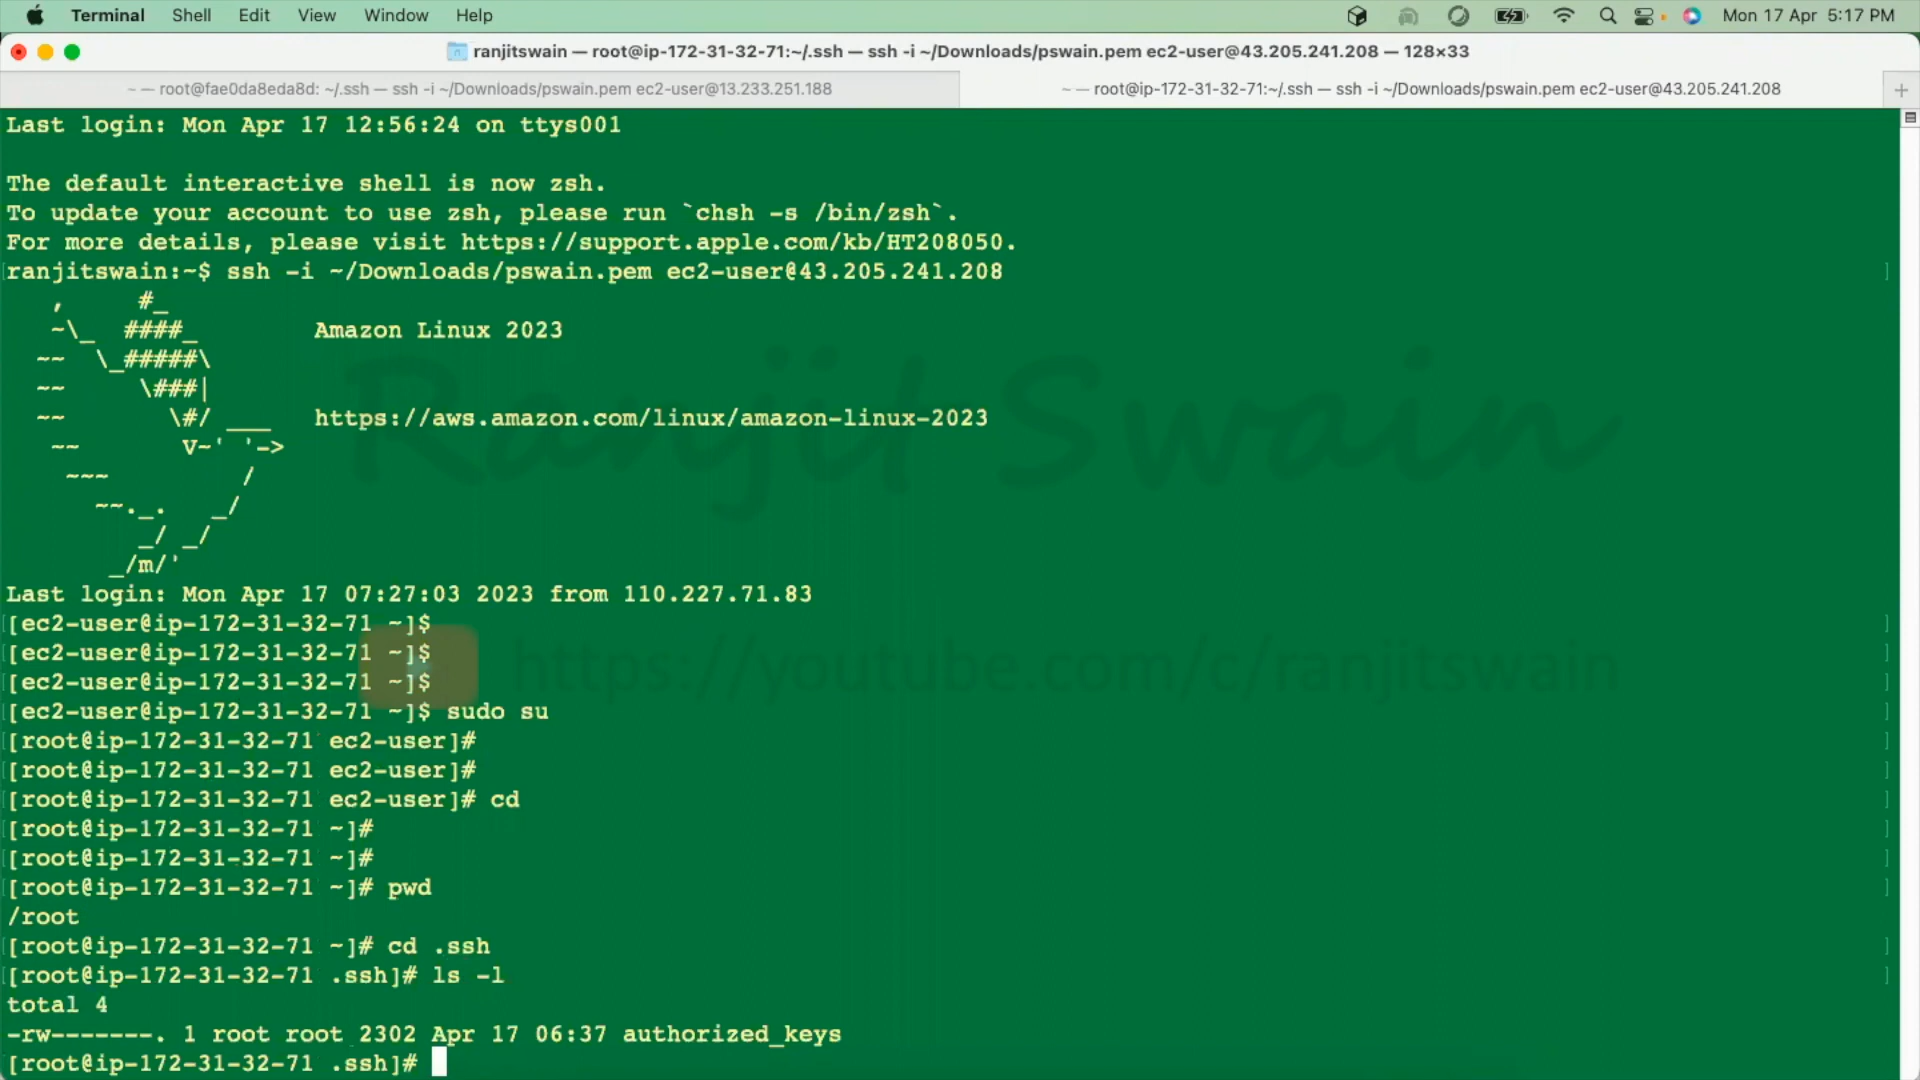 Terminal Shell Edit View Window Help Mon 17 Apr 5:17 PM
ranjitswain — root@ip-172-31-32-71:~/.ssh — ssh -i ~/Downloads/pswain.pem ec2-user@43.205.241.208 — 128×33
~ — root@fae0da8eda8d: ~/.ssh — ssh -i ~/Downloads/pswain.pem ec2-user@13.233.251.188
~ — root@ip-172-31-32-71:~/.ssh — ssh -i ~/Downloads/pswain.pem ec2-user@43.205.241.208 +
Last login: Mon Apr 17 12:56:24 on ttys001
The default interactive shell is now zsh.
To update your account to use zsh, please run `chsh -s /bin/zsh`.
For more details, please visit https://support.apple.com/kb/HT208050.
[ranjitswain:~$ ssh -i ~/Downloads/pswain.pem ec2-user@43.205.241.208 ]
   ,     #_
   ~\_  ####_        Amazon Linux 2023
  ~~  \_#####\
  ~~     \###|
  ~~       \#/ ___   https://aws.amazon.com/linux/amazon-linux-2023
   ~~       V~' '->
    ~~~         /
      ~~._.   _/
         _/ _/
       _/m/'
Ranjit Swain
Last login: Mon Apr 17 07:27:03 2023 from 110.227.71.83
[[ec2-user@ip-172-31-32-71 ~]$ ]
[[ec2-user@ip-172-31-32-71 ~]$ ]
https://youtube.com/c/ranjitswain
[[ec2-user@ip-172-31-32-71 ~]$ ]
[[ec2-user@ip-172-31-32-71 ~]$ sudo su ]
[[root@ip-172-31-32-71 ec2-user]# ]
[[root@ip-172-31-32-71 ec2-user]# ]
[[root@ip-172-31-32-71 ec2-user]# cd ]
[[root@ip-172-31-32-71 ~]# ]
[[root@ip-172-31-32-71 ~]# ]
[[root@ip-172-31-32-71 ~]# pwd ]
/root
[[root@ip-172-31-32-71 ~]# cd .ssh ]
[[root@ip-172-31-32-71 .ssh]# ls -l ]
total 4
-rw-------. 1 root root 2302 Apr 17 06:37 authorized_keys
[root@ip-172-31-32-71 .ssh]#